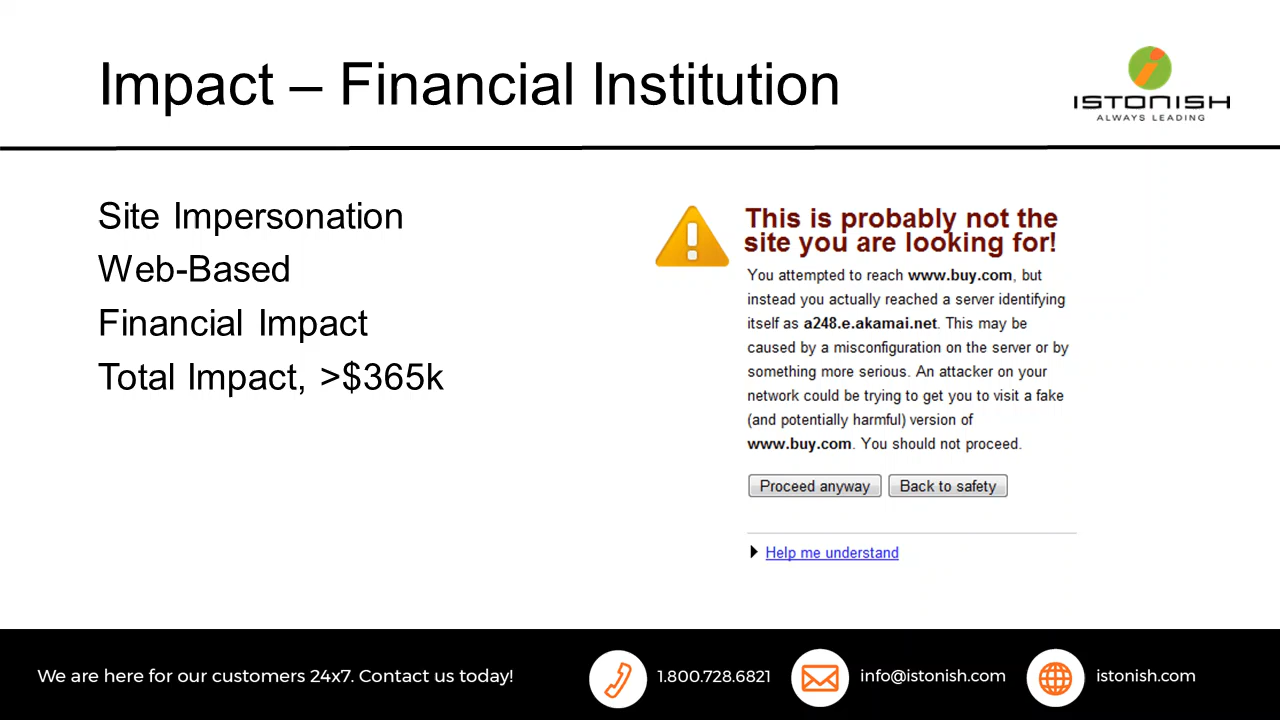 Impact – Financial Institution
ISTONISH
ALWAYS LEADING
Site Impersonation
Web-Based
Financial Impact
Total Impact, >$365k
This is probably not the
site you are looking for!
You attempted to reach www.buy.com, but
instead you actually reached a server identifying
itself as a248.e.akamai.net. This may be
caused by a misconfiguration on the server or by
something more serious. An attacker on your
network could be trying to get you to visit a fake
(and potentially harmful) version of
www.buy.com. You should not proceed.
Proceed anyway Back to safety
Help me understand
We are here for our customers 24x7. Contact us today! 1.800.728.6821 info@istonish.com istonish.com